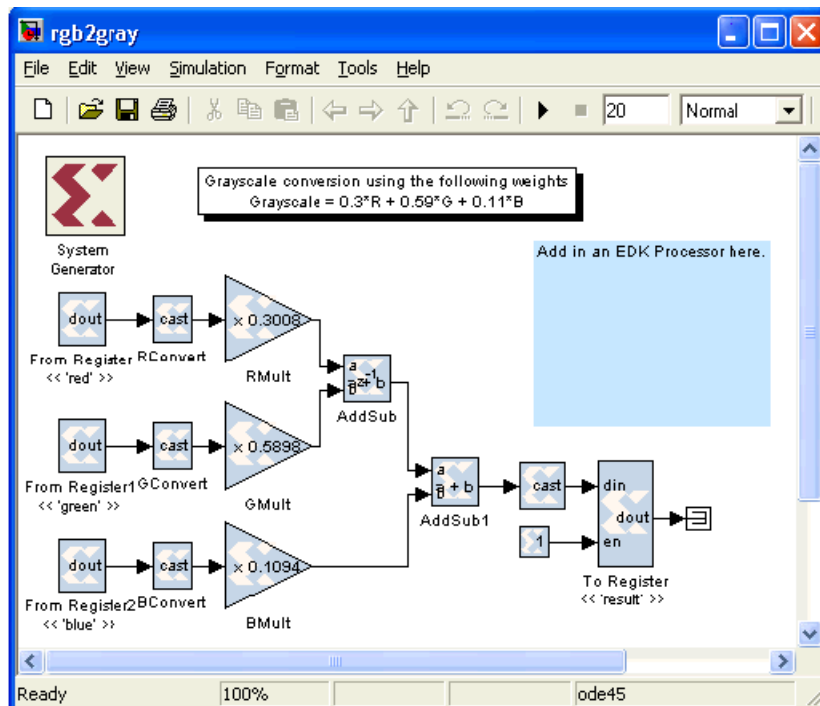 rgb2gray
File Edit View Simulation Format Tools Help
20 Normal
Grayscale conversion using the following weights
Grayscale = 0.3*R + 0.59*G + 0.11*B
System
Generator
Add in an EDK Processor here.
dout cast x 0.3008
From Register RConvert
<< 'red' >>
RMult
a
b
AddSub
dout cast x 0.5898
From Register1 GConvert
<< 'green' >>
GMult
a
a + b
b
AddSub1
cast
din
dout
en
1
To Register
<< 'result' >>
dout cast x 0.1094
From Register2 BConvert
<< 'blue' >>
BMult
Ready 100% ode45